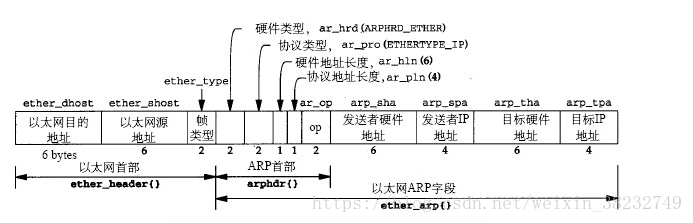 硬件类型，ar_hrd(ARPHRD_ETHER)
协议类型，ar_pro(ETHERTYPE_IP)
硬件地址长度，ar_hln(6)
协议地址长度，ar_pln(4)
ether_type
ether_dhost ether_shost ar_op arp_sha arp_spa arp_tha arp_tpa
以太网目的地址 以太网源地址 帧类型 op 发送者硬件地址 发送者IP地址 目标硬件地址 目标IP地址
6 bytes 6 2 2 2 1 1 2 6 4 6 4
以太网首部 ARP首部
ether_header{} arphdr{}
以太网ARP字段
ether_arp{}
https://blog.csdn.net/weixin_38232749